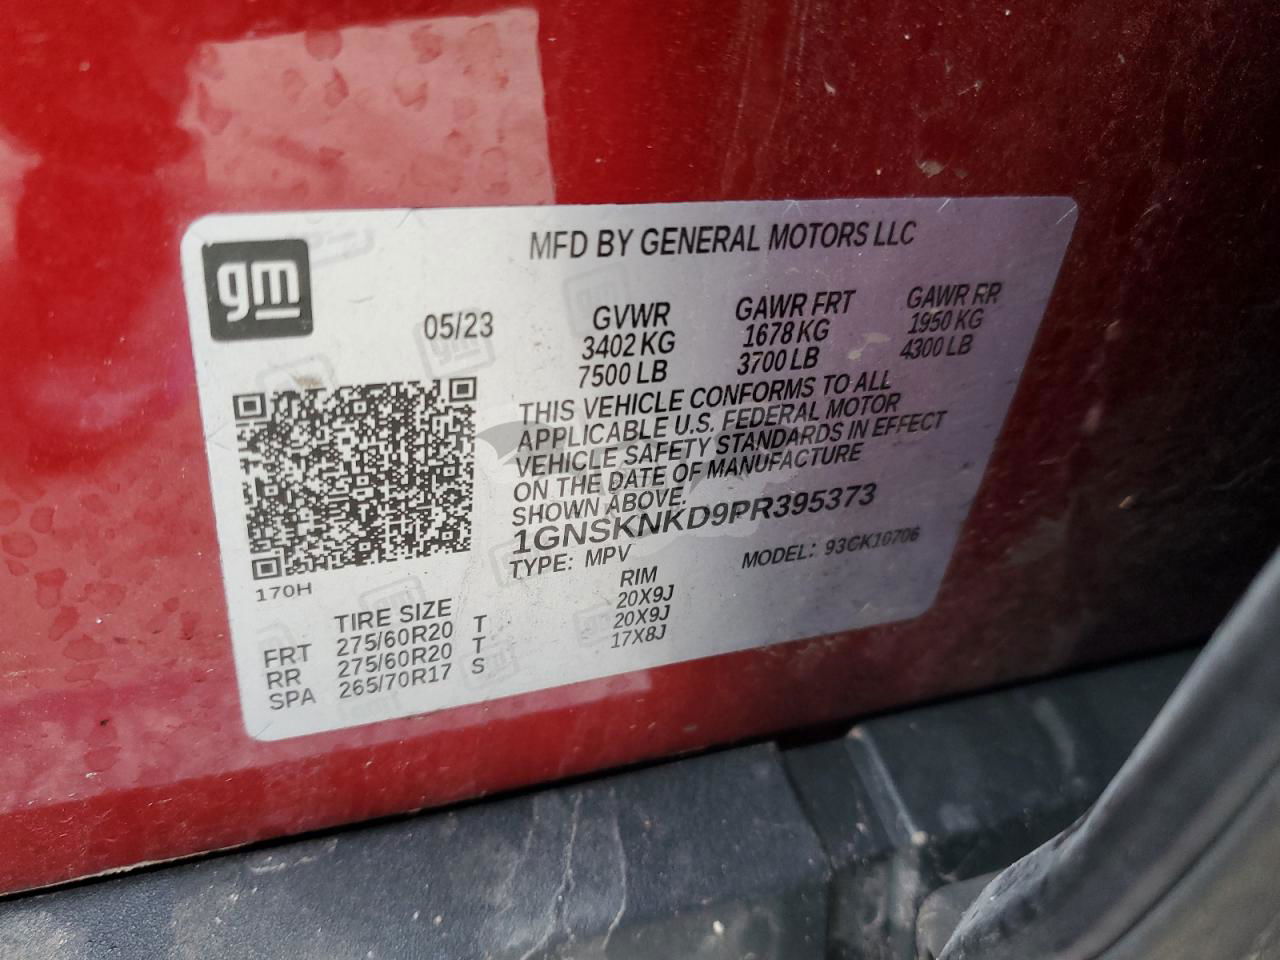 gm
MFD BY GENERAL MOTORS LLC
05/23
GVWR GAWR FRT GAWR RR
3402 KG 1678 KG 1950 KG
7500 LB 3700 LB 4300 LB
THIS VEHICLE CONFORMS TO ALL
APPLICABLE U.S. FEDERAL MOTOR
VEHICLE SAFETY STANDARDS IN EFFECT
ON THE DATE OF MANUFACTURE
SHOWN ABOVE.
1GNSKNKD9PR395373
TYPE: MPV MODEL: 93CK10706
170H
TIRE SIZE RIM
FRT 275/60R20 T 20X9J
RR 275/60R20 T 20X9J
SPA 265/70R17 S 17X8J